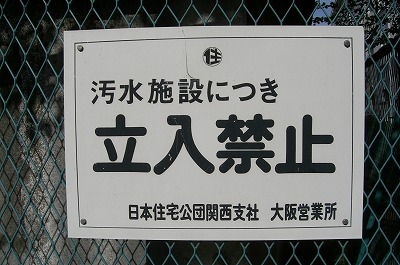 住
汚水施設につき
立入禁止
日本住宅公団関西支社 大阪営業所